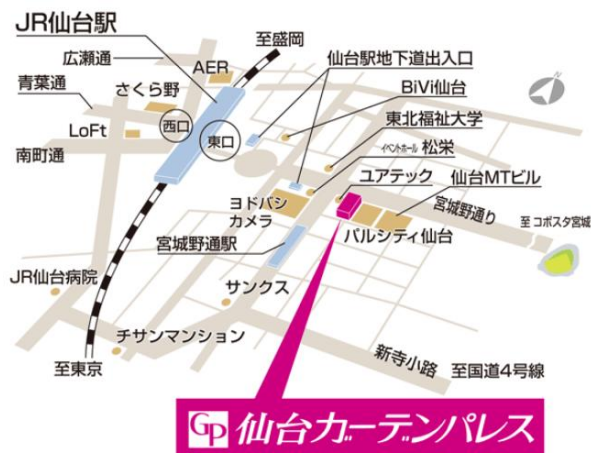 JR仙台駅
至盛岡
広瀬通
AER
仙台駅地下道出入口
青葉通
さくら野
BiVi仙台
西口
東口
東北福祉大学
LoFt
イベントホール 松栄
南町通
ユアテック
仙台MTビル
ヨドバシ
カメラ
宮城野通り
至 コボスタ宮城
宮城野通駅
パルシティ仙台
JR仙台病院
サンクス
チサンマンション
新寺小路
至国道4号線
至東京
GP 仙台ガーデンパレス